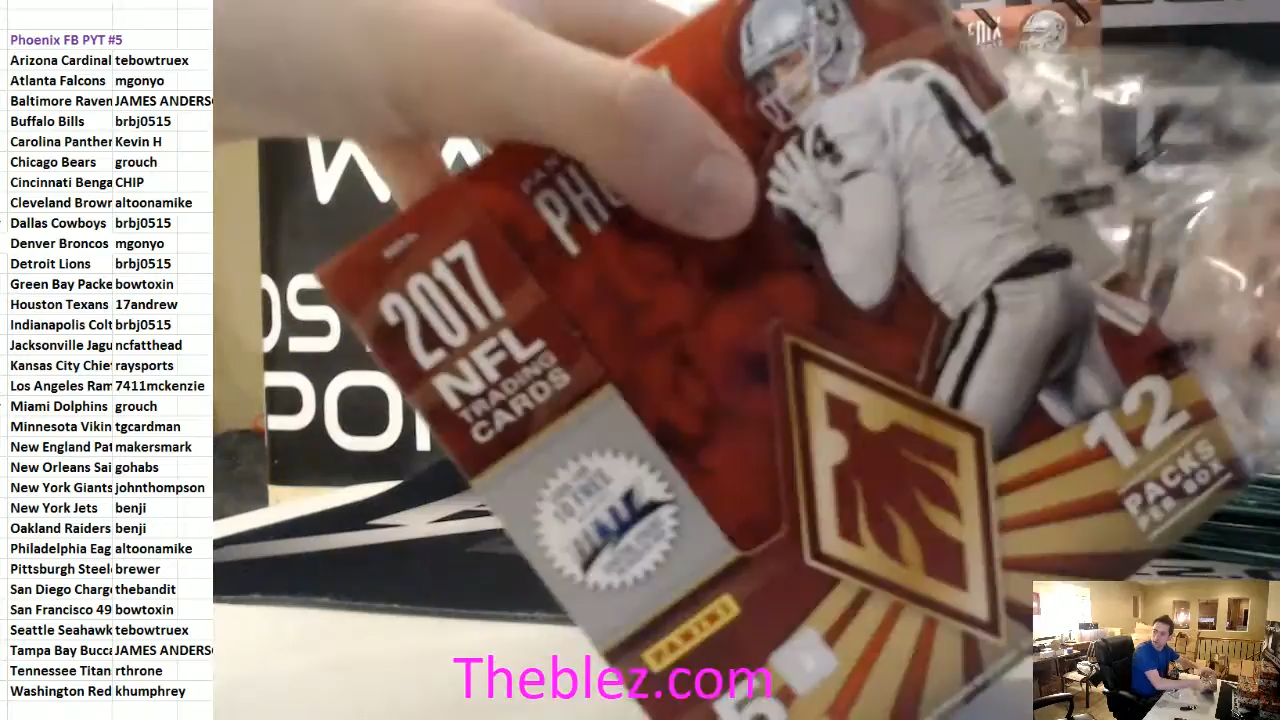 Phoenix FB PYT #5
Arizona Cardinal tebowtruex
Atlanta Falcons mgonyo
Baltimore Raven JAMES ANDERS
Buffalo Bills brbj0515
Carolina Panther Kevin H
Chicago Bears grouch
Cincinnati Benga CHIP
Cleveland Brown altoonamike
Dallas Cowboys brbj0515
Denver Broncos mgonyo
Detroit Lions brbj0515
Green Bay Packe bowtoxin
Houston Texans 17andrew
Indianapolis Colt brbj0515
Jacksonville Jagu ncfatthead
Kansas City Chie raysports
Los Angeles Ram 7411mckenzie
Miami Dolphins grouch
Minnesota Vikin tgcardman
New England Pat makersmark
New Orleans Sai gohabs
New York Giants johnthompson
New York Jets benji
Oakland Raiders benji
Philadelphia Eag altoonamike
Pittsburgh Steel brewer
San Diego Charg thebandit
San Francisco 49 bowtoxin
Seattle Seahawk tebowtruex
Tampa Bay Bucca JAMES ANDERS
Tennessee Titan rthrone
Washington Red khumphrey
PHO
2017
NFL
TRADING
CARDS
4
12
PACKS
PER BOX
PANINI
5
Theblez.com